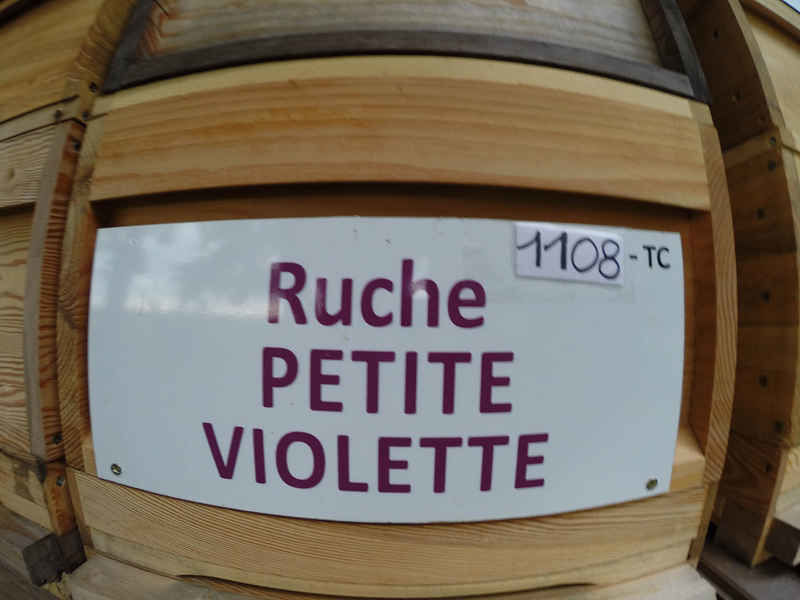 1108-TC
Ruche
PETITE
VIOLETTE